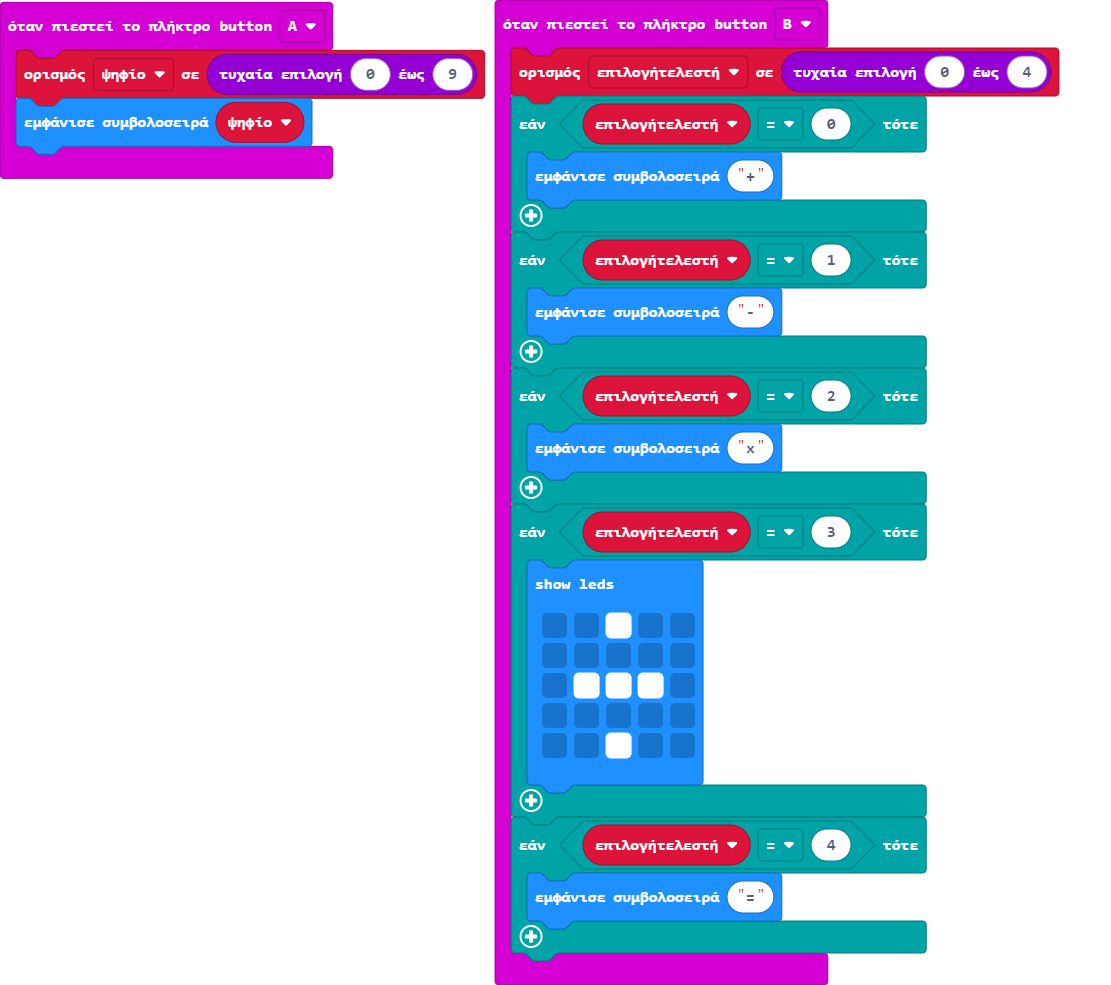 όταν πιεστεί το πλήκτρο button A
ορισμός ψηφίο σε τυχαία επιλογή 0 έως 9
εμφάνισε συμβολοσειρά ψηφίο
όταν πιεστεί το πλήκτρο button B
ορισμός επιλογήτελεστή σε τυχαία επιλογή 0 έως 4
εάν επιλογήτελεστή = 0 τότε
εμφάνισε συμβολοσειρά "+"
εάν επιλογήτελεστή = 1 τότε
εμφάνισε συμβολοσειρά "-"
εάν επιλογήτελεστή = 2 τότε
εμφάνισε συμβολοσειρά "x"
εάν επιλογήτελεστή = 3 τότε
show leds
εάν επιλογήτελεστή = 4 τότε
εμφάνισε συμβολοσειρά "="